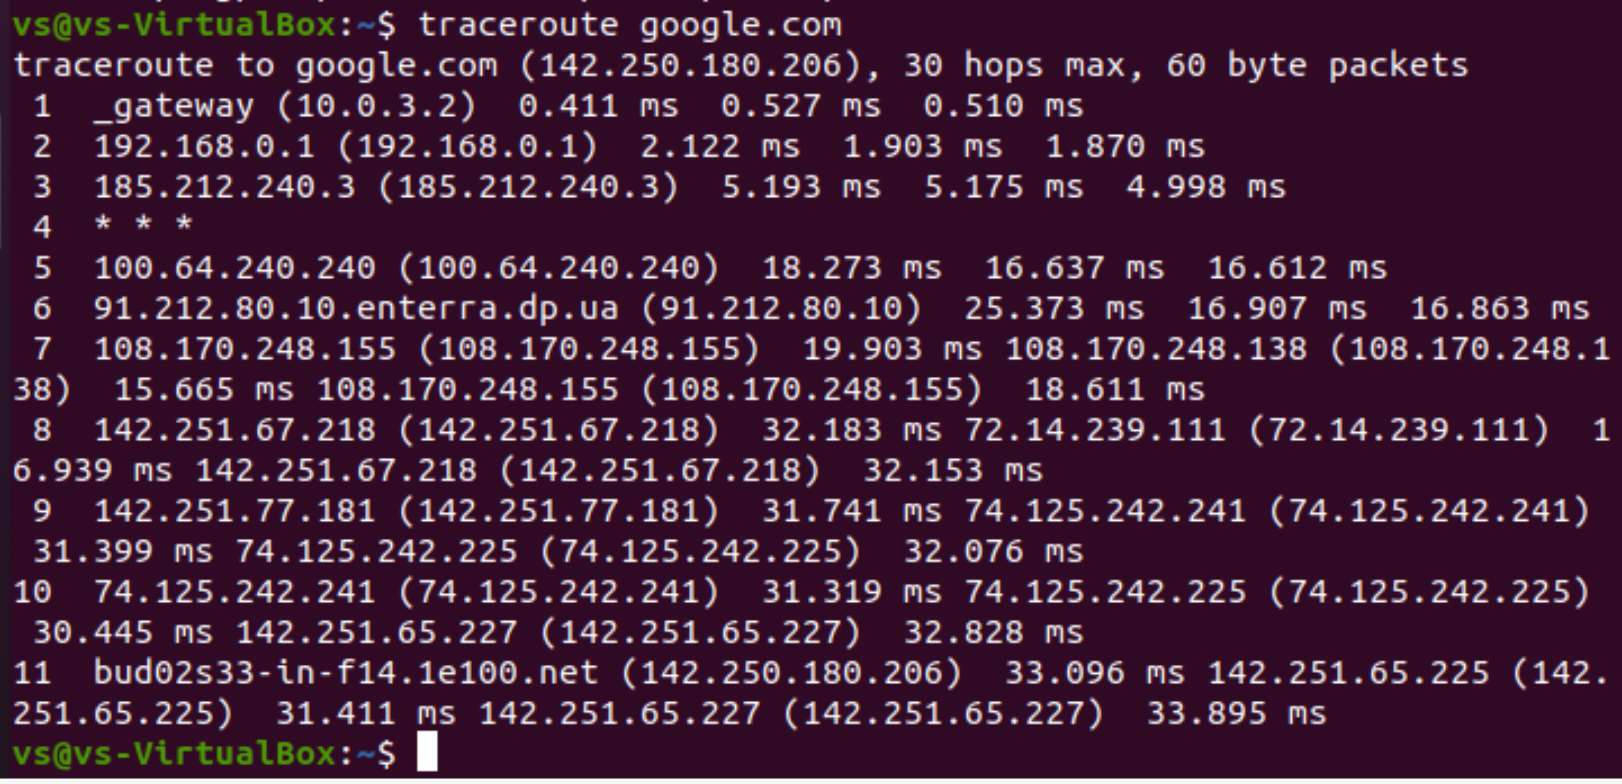 vs@vs-VirtualBox:~$ traceroute google.com
traceroute to google.com (142.250.180.206), 30 hops max, 60 byte packets
 1  _gateway (10.0.3.2)  0.411 ms  0.527 ms  0.510 ms
 2  192.168.0.1 (192.168.0.1)  2.122 ms  1.903 ms  1.870 ms
 3  185.212.240.3 (185.212.240.3)  5.193 ms  5.175 ms  4.998 ms
 4  * * *
 5  100.64.240.240 (100.64.240.240)  18.273 ms  16.637 ms  16.612 ms
 6  91.212.80.10.enterra.dp.ua (91.212.80.10)  25.373 ms  16.907 ms  16.863 ms
 7  108.170.248.155 (108.170.248.155)  19.903 ms 108.170.248.138 (108.170.248.1
38)  15.665 ms 108.170.248.155 (108.170.248.155)  18.611 ms
 8  142.251.67.218 (142.251.67.218)  32.183 ms 72.14.239.111 (72.14.239.111)  1
6.939 ms 142.251.67.218 (142.251.67.218)  32.153 ms
 9  142.251.77.181 (142.251.77.181)  31.741 ms 74.125.242.241 (74.125.242.241)
 31.399 ms 74.125.242.225 (74.125.242.225)  32.076 ms
10  74.125.242.241 (74.125.242.241)  31.319 ms 74.125.242.225 (74.125.242.225)
 30.445 ms 142.251.65.227 (142.251.65.227)  32.828 ms
11  bud02s33-in-f14.1e100.net (142.250.180.206)  33.096 ms 142.251.65.225 (142.
251.65.225)  31.411 ms 142.251.65.227 (142.251.65.227)  33.895 ms
vs@vs-VirtualBox:~$